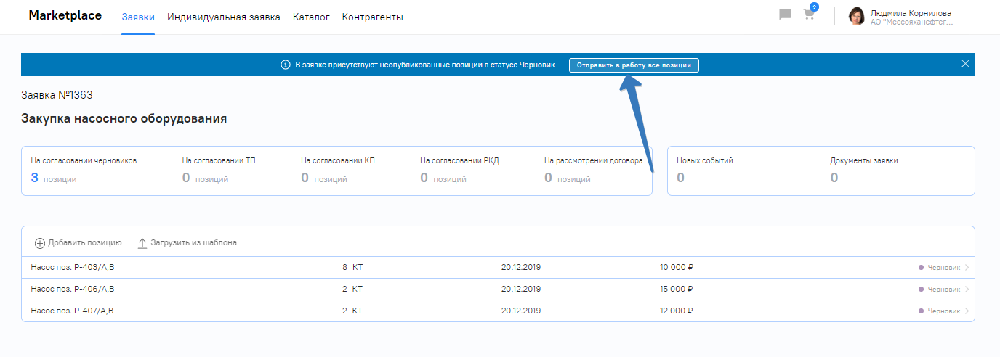 Marketplace Заявки Индивидуальная заявка Каталог Контрагенты 2 Людмила Корнилова
АО "Мессояханефтег...
В заявке присутствуют неопубликованные позиции в статусе Черновик Отправить в работу все позиции
Заявка №1363
Закупка насосного оборудования
На согласовании черновиков На согласовании ТП На согласовании КП На согласовании РКД На рассмотрении договора Новых событий Документы заявки
3 позиции 0 позиций 0 позиций 0 позиций 0 позиций 0 0
Добавить позицию Загрузить из шаблона
Насос поз. P-403/A,B 8 КТ 20.12.2019 10 000 ₽ Черновик
Насос поз. P-406/A,B 2 КТ 20.12.2019 15 000 ₽ Черновик
Насос поз. P-407/A,B 2 КТ 20.12.2019 12 000 ₽ Черновик